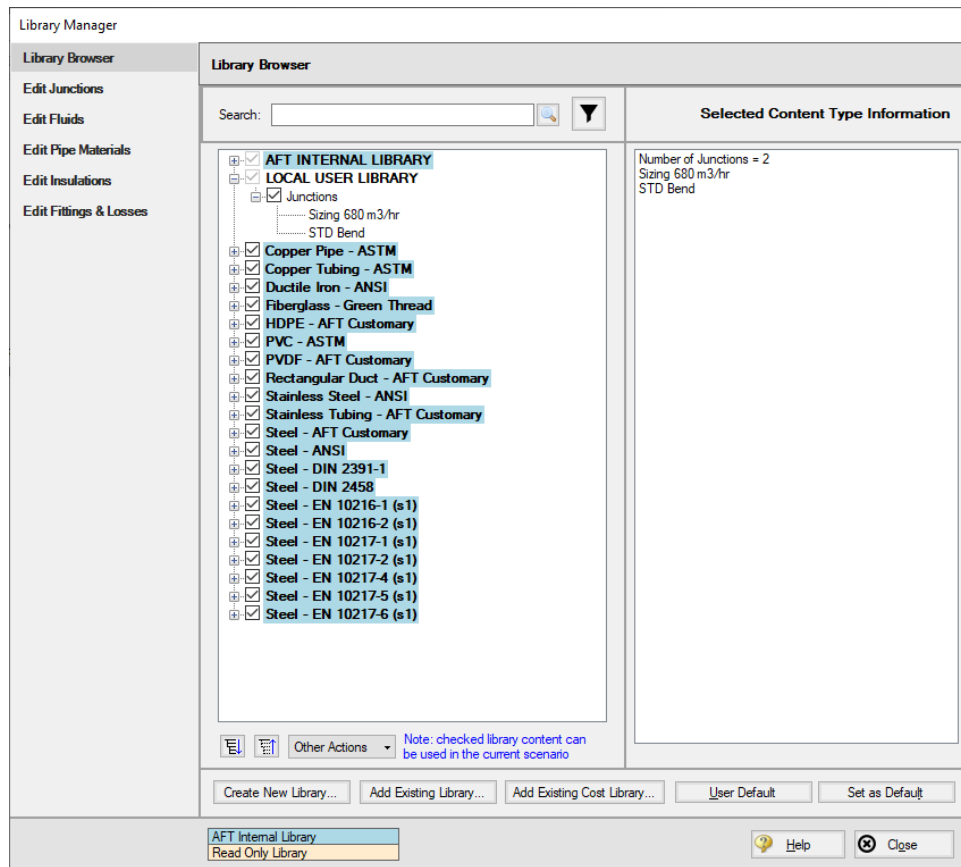 Library Manager
Library Browser
Edit Junctions
Edit Fluids
Edit Pipe Materials
Edit Insulations
Edit Fittings & Losses
Library Browser
Search:
Selected Content Type Information
AFT INTERNAL LIBRARY
LOCAL USER LIBRARY
Junctions
Sizing 680 m3/hr
STD Bend
Copper Pipe - ASTM
Copper Tubing - ASTM
Ductile Iron - ANSI
Fiberglass - Green Thread
HDPE - AFT Customary
PVC - ASTM
PVDF - AFT Customary
Rectangular Duct - AFT Customary
Stainless Steel - ANSI
Stainless Tubing - AFT Customary
Steel - AFT Customary
Steel - ANSI
Steel - DIN 2391-1
Steel - DIN 2458
Steel - EN 10216-1 (s1)
Steel - EN 10216-2 (s1)
Steel - EN 10217-1 (s1)
Steel - EN 10217-2 (s1)
Steel - EN 10217-4 (s1)
Steel - EN 10217-5 (s1)
Steel - EN 10217-6 (s1)
Number of Junctions = 2
Sizing 680 m3/hr
STD Bend
Other Actions
Note: checked library content can
be used in the current scenario
Create New Library...
Add Existing Library...
Add Existing Cost Library...
User Default
Set as Default
AFT Internal Library
Read Only Library
Help
Close